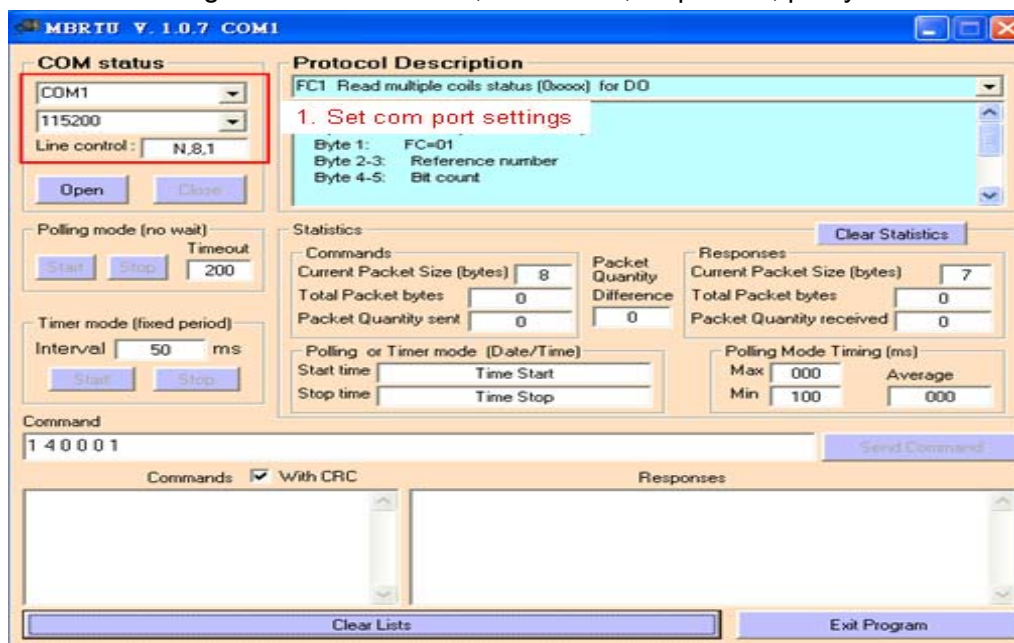 MBRTU V. 1.0.7 COM1
COM status
COM1
115200
Line control : N,8,1
Open Close
Protocol Description
FC1 Read multiple coils status (0xxxx) for DO
1. Set com port settings
Byte 1: FC=01
Byte 2-3: Reference number
Byte 4-5: Bit count
Polling mode (no wait)
Timeout
Start Stop 200
Timer mode (fixed period)
Interval 50 ms
Start Stop
Statistics
Clear Statistics
Commands
Current Packet Size (bytes) 8
Total Packet bytes 0
Packet Quantity sent 0
Packet
Quantity
Difference
0
Responses
Current Packet Size (bytes) 7
Total Packet bytes 0
Packet Quantity received 0
Polling or Timer mode (Date/Time)
Start time Time Start
Stop time Time Stop
Polling Mode Timing (ms)
Max 000 Average
Min 100 000
Command
1 4 0 0 0 1
Send Command
Commands With CRC
Responses
Clear Lists
Exit Program